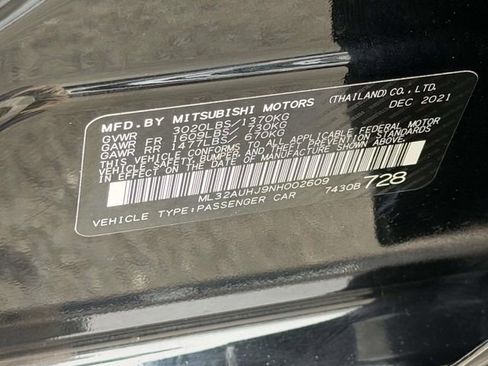 MFD.BY MITSUBISHI MOTORS (THAILAND) CO., LTD.
DEC 2021
GVWR 3020LBS/1370KG
GAWR FR 1609LBS/ 730KG
GAWR RR 1477LBS/ 670KG
THIS VEHICLE CONFORMS TO ALL APPLICABLE FEDERAL MOTOR
VEHICLE SAFETY BUMPER AND THEFT PREVENTION STANDARDS
IN EFFECT ON THE DATE OF MANUFACTURE SHOWN ABOVE.
ML32AUHJ9NH002609
VEHICLE TYPE:PASSENGER CAR 7430B 728